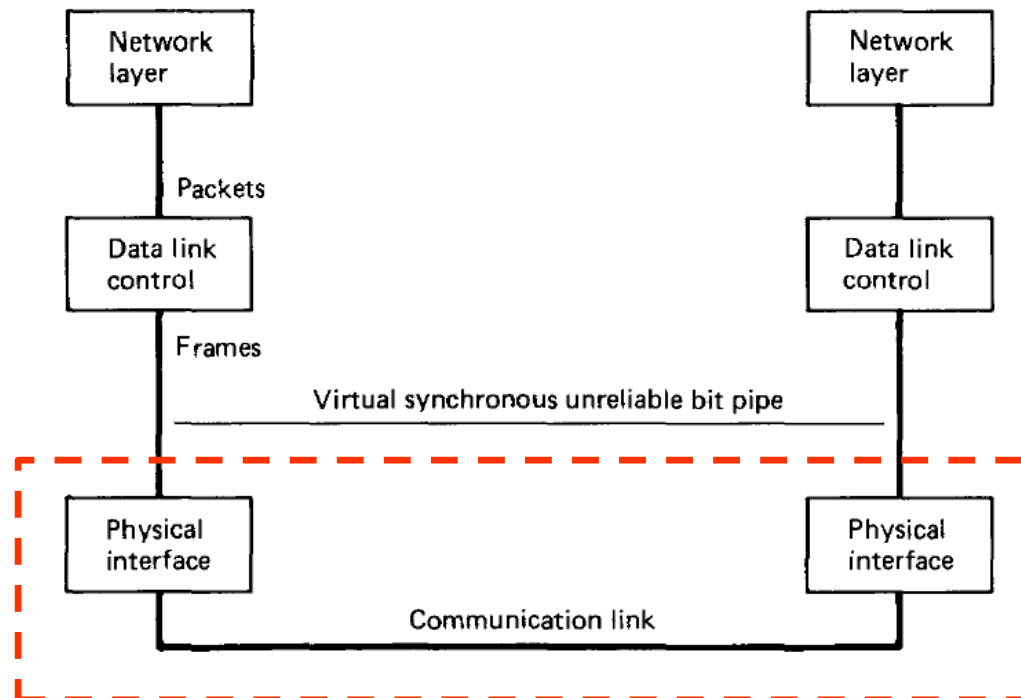 Network
layer
Network
layer
Packets
Data link
control
Data link
control
Frames
Virtual synchronous unreliable bit pipe
Physical
interface
Physical
interface
Communication link